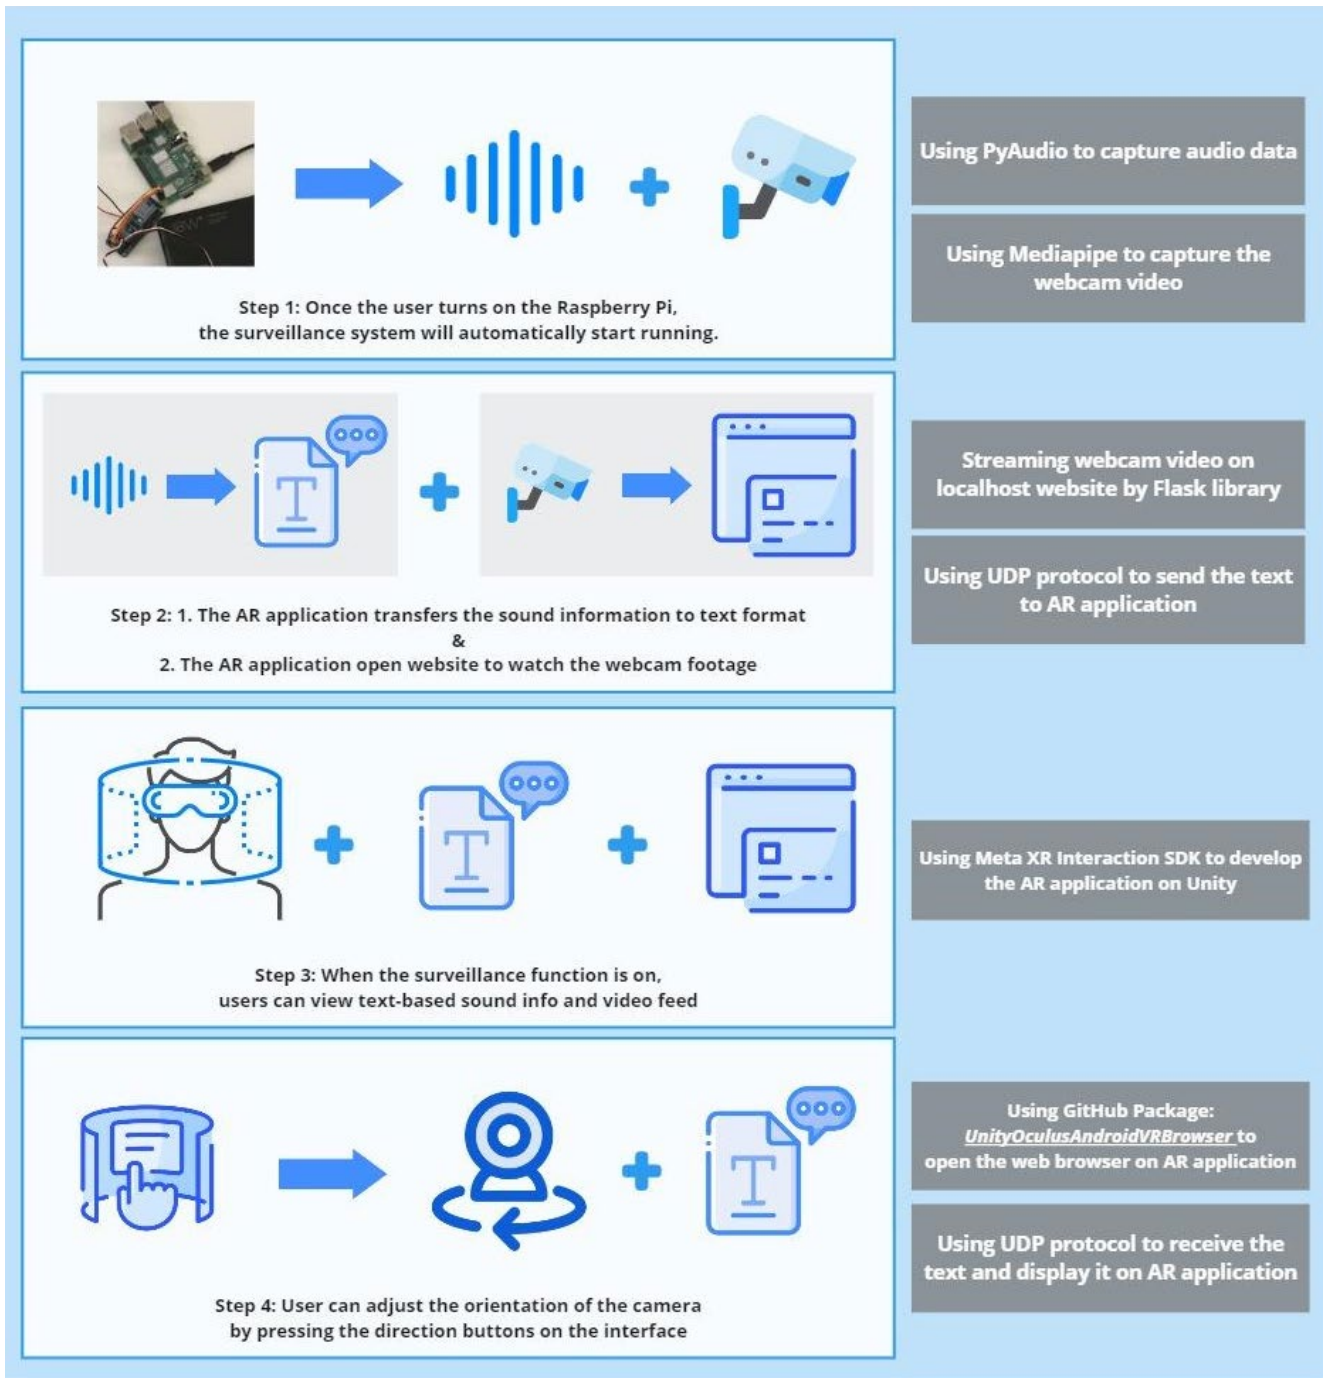 Using PyAudio to capture audio data
Using Mediapipe to capture the
webcam video
Step 1: Once the user turns on the Raspberry Pi,
the surveillance system will automatically start running.
Streaming webcam video on
localhost website by Flask library
Using UDP protocol to send the text
to AR application
T
Step 2: 1. The AR application transfers the sound information to text format
&
2. The AR application open website to watch the webcam footage
T
Using Meta XR Interaction SDK to develop
the AR application on Unity
Step 3: When the surveillance function is on,
users can view text-based sound info and video feed
Using GitHub Package:
UnityOculusAndroidVRBrowser to
open the web browser on AR application
T
Using UDP protocol to receive the
text and display it on AR application
Step 4: User can adjust the orientation of the camera
by pressing the direction buttons on the interface